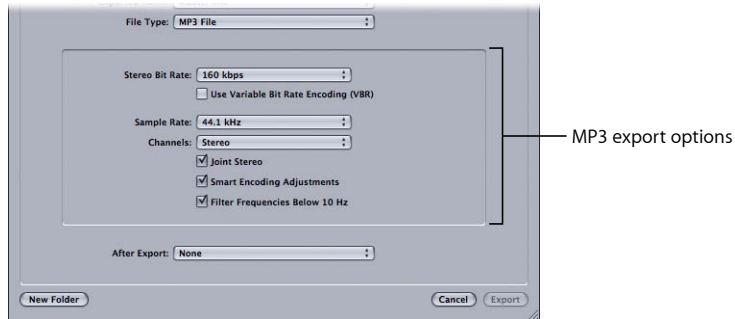 File Type: MP3 File
Stereo Bit Rate: 160 kbps
Use Variable Bit Rate Encoding (VBR)
Sample Rate: 44.1 kHz
Channels: Stereo
Joint Stereo
Smart Encoding Adjustments
Filter Frequencies Below 10 Hz
MP3 export options
After Export: None
New Folder
Cancel
Export